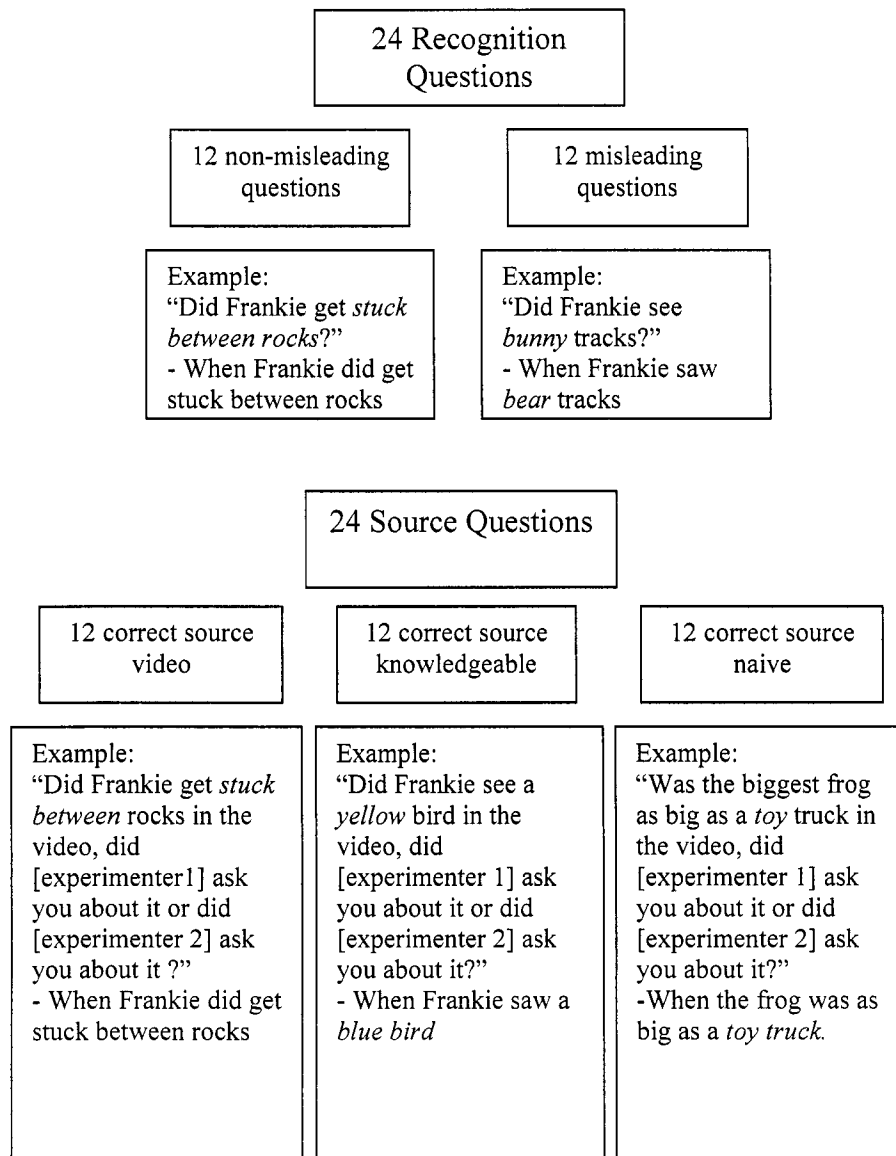 24 Recognition
Questions
12 non-misleading
questions
12 misleading
questions
Example:
“Did Frankie get stuck
between rocks?”
- When Frankie did get
stuck between rocks
Example:
“Did Frankie see
bunny tracks?”
- When Frankie saw
bear tracks
24 Source Questions
12 correct source
video
12 correct source
knowledgeable
12 correct source
naive
Example:
“Did Frankie get stuck
between rocks in the
video, did
[experimenter1] ask
you about it or did
[experimenter 2] ask
you about it ?”
- When Frankie did get
stuck between rocks
Example:
“Did Frankie see a
yellow bird in the
video, did
[experimenter 1] ask
you about it or did
[experimenter 2] ask
you about it?”
- When Frankie saw a
blue bird
Example:
“Was the biggest frog
as big as a toy truck in
the video, did
[experimenter 1] ask
you about it or did
[experimenter 2] ask
you about it?”
-When the frog was as
big as a toy truck.